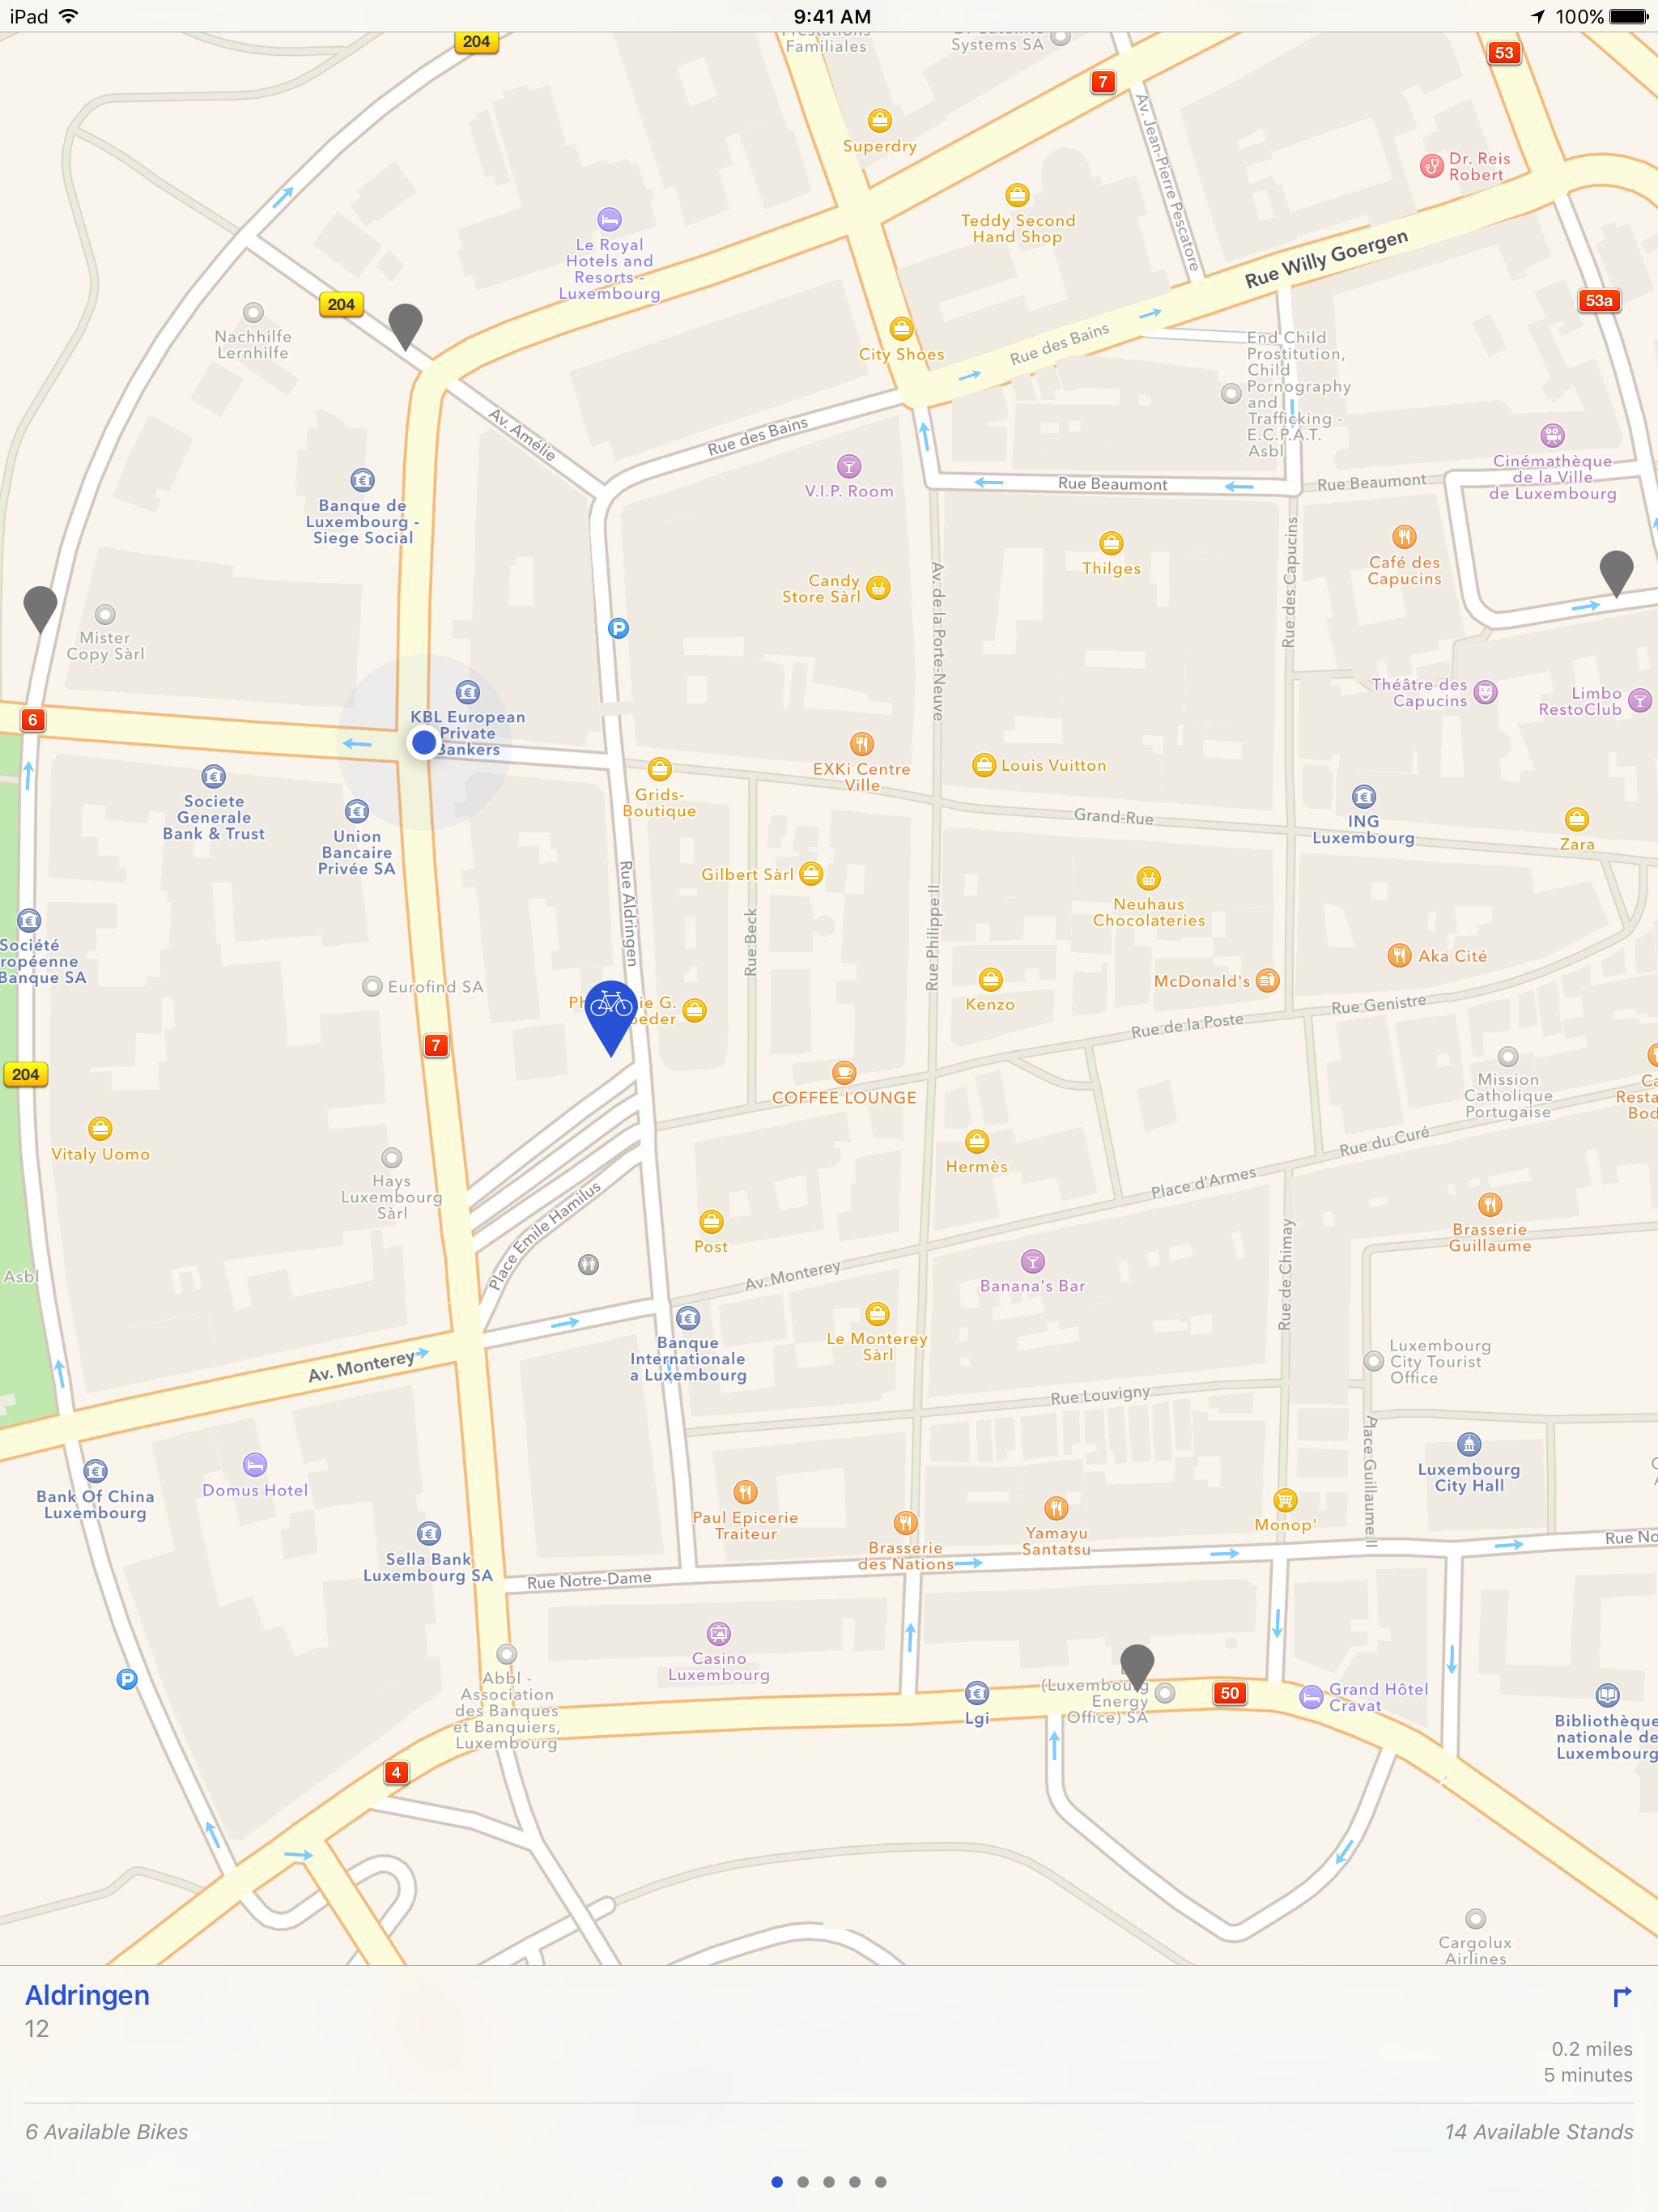 iPad
9:41 AM
100%
204
Familiales
Systems SA
7
53
Superdry
Av. Jean-Pierre Pescatore
Dr. Reis
Robert
Teddy Second
Hand Shop
Le Royal
Hotels and
Resorts -
Luxembourg
Rue Willy Goergen
204
53a
Nachhilfe
Lernhilfe
City Shoes
Rue des Bains
End Child
Prostitution,
Child
Pornography
and
Trafficking -
E.C.P.A.T.
Asbl
Av. Amélie
Rue des Bains
V.I.P. Room
Rue Beaumont
Rue Beaumont
Cinémathèque
de la Ville
de Luxembourg
Banque de
Luxembourg -
Siege Social
Thilges
Café des
Capucins
Candy
Store Sàrl
Av. de la Porte-Neuve
Rue des Capucins
P
Mister
Copy Sàrl
Théâtre des
Capucins
Limbo
RestoClub
6
KBL European
Private
Bankers
EXKi Centre
Ville
Louis Vuitton
Grids-
Boutique
Societe
Generale
Bank & Trust
Union
Bancaire
Privée SA
Grand-Rue
ING
Luxembourg
Zara
Gilbert Sàrl
Rue Aldringen
Rue Beck
Rue Philippe II
Neuhaus
Chocolateries
Société
ropéenne
Banque SA
Eurofind SA
Aka Cité
McDonald's
Kenzo
Rue Genistre
Rue de la Poste
7
204
COFFEE LOUNGE
Mission
Catholique
Portugaise
Vitaly Uomo
Hays
Luxembourg
Sàrl
Hermès
Rue du Curé
Place d'Armes
Place Emile Hamilius
Post
Brasserie
Guillaume
Asbl
Av. Monterey
Banana's Bar
Rue de Chimay
Banque
Internationale
a Luxembourg
Le Monterey
Sàrl
Luxembourg
City Tourist
Office
Av. Monterey
Rue Louvigny
Place Guillaume II
Bank Of China
Luxembourg
Domus Hotel
Luxembourg
City Hall
Paul Epicerie
Traiteur
Brasserie
des Nations
Yamayu
Santatsu
Monop'
Sella Bank
Luxembourg SA
Rue Notre-Dame
Rue No
Casino
Luxembourg
P
Abbl -
Association
des Banques
et Banquiers,
Luxembourg
(Luxembourg
Energy
Office) SA
Lgi
50
Grand Hôtel
Cravat
Bibliothèque
nationale de
Luxembourg
4
Cargolux
Airlines
Aldringen
12
0.2 miles
5 minutes
6 Available Bikes
14 Available Stands